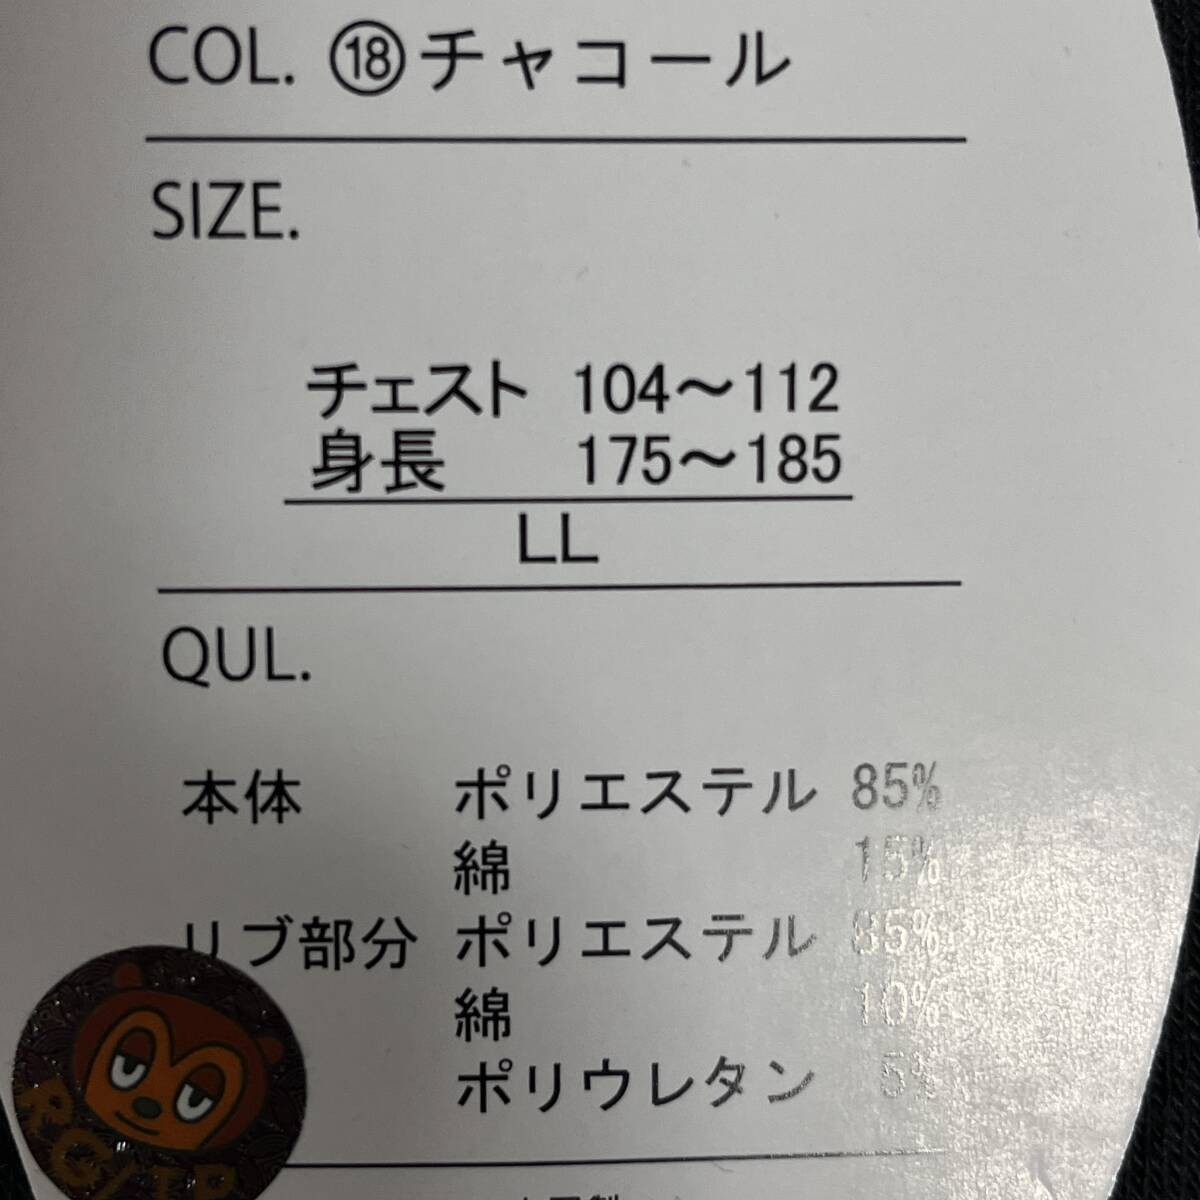 COL. ⑱チャコール
SIZE.
チェスト 104～112
身長 175～185
LL
QUL.
本体 ポリエステル 85%
綿 15%
リブ部分 ポリエステル 85%
綿 10%
ポリウレタン 5%